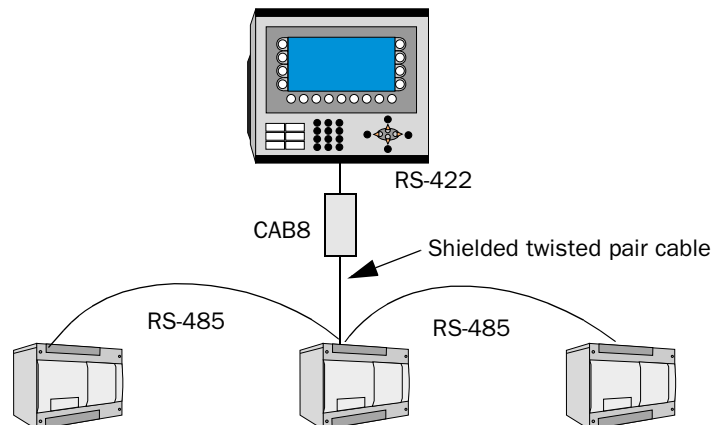 RS-422
CAB8
Shielded twisted pair cable
RS-485
RS-485